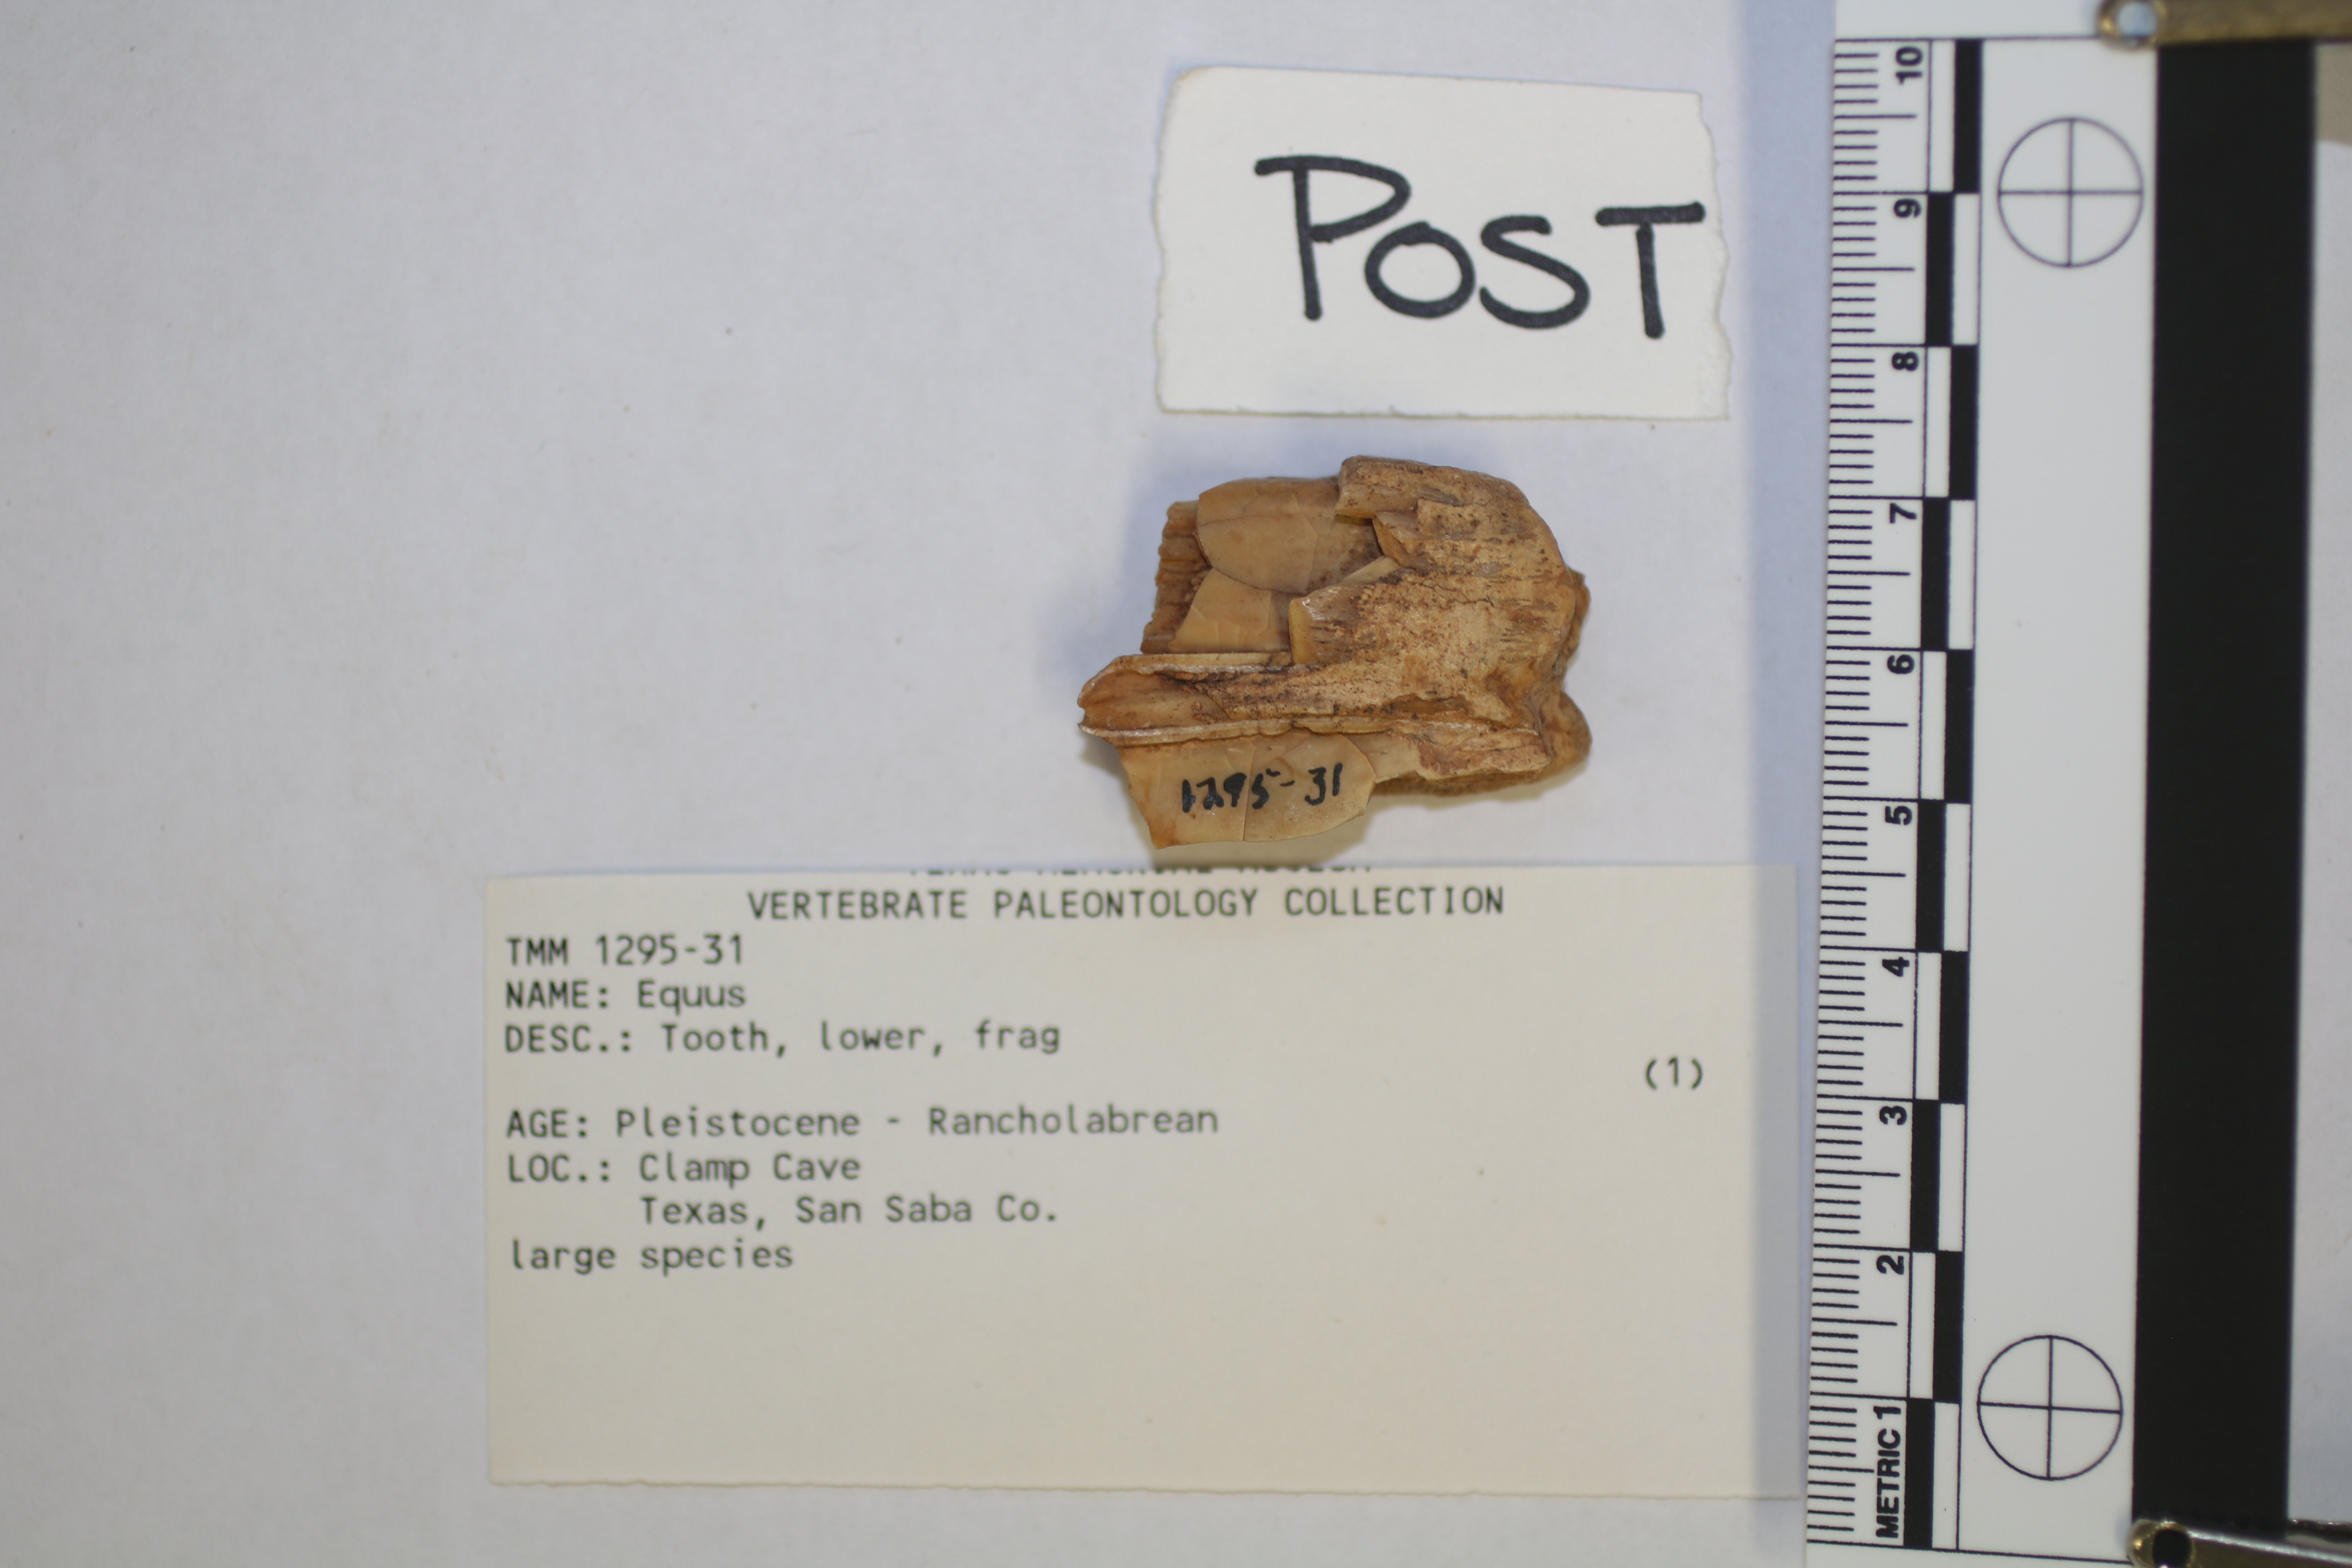 POST
1295-31
VERTEBRATE PALEONTOLOGY COLLECTION
TMM 1295-31
NAME: Equus
DESC.: Tooth, lower, frag
(1)
AGE: Pleistocene - Rancholabrean
LOC.: Clamp Cave
Texas, San Saba Co.
large species
10
9
8
7
6
5
4
3
2
METRIC 1